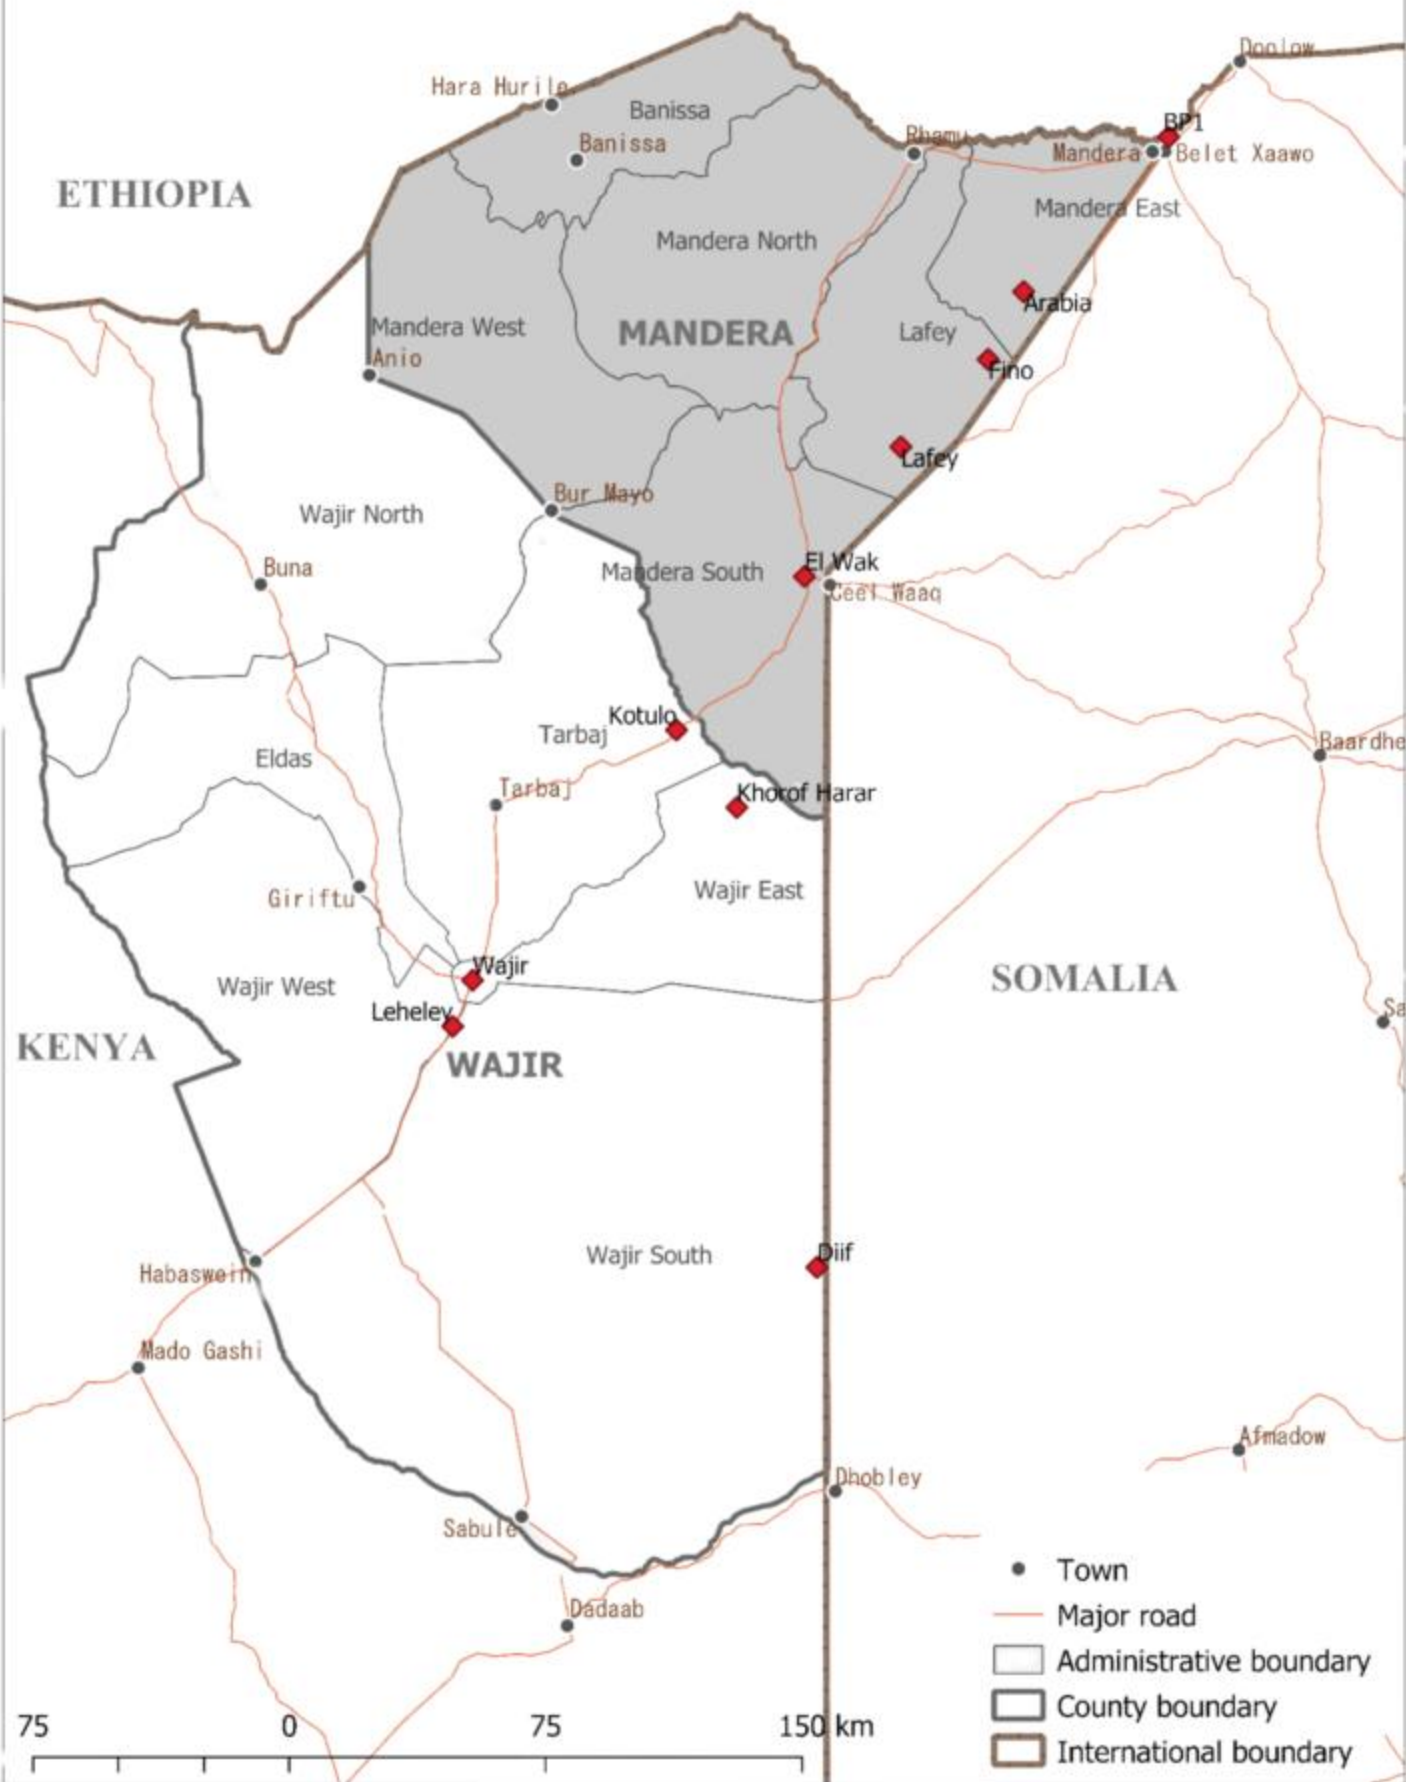 Doolow
Hara Hurile
Banissa
BP1
Rhamu
Banissa
Mandera
Belet Xaawo
ETHIOPIA
Mandera East
Mandera North
Arabia
Mandera West
MANDERA
Lafey
Anio
Fino
Lafey
Bur Mayo
Wajir North
El Wak
Buna
Mandera South
Ceel Waaq
Kotulo
Tarbaj
Baardhe
Eldas
Tarbaj
Khorof Harar
Wajir East
Giriftu
Wajir
SOMALIA
Wajir West
Leheley
Sa
KENYA
WAJIR
Diif
Wajir South
Habaswein
Mado Gashi
Afmadow
Dhobley
Sabule
Town
Dadaab
Major road
Administrative boundary
County boundary
75 0 75 150 km
International boundary